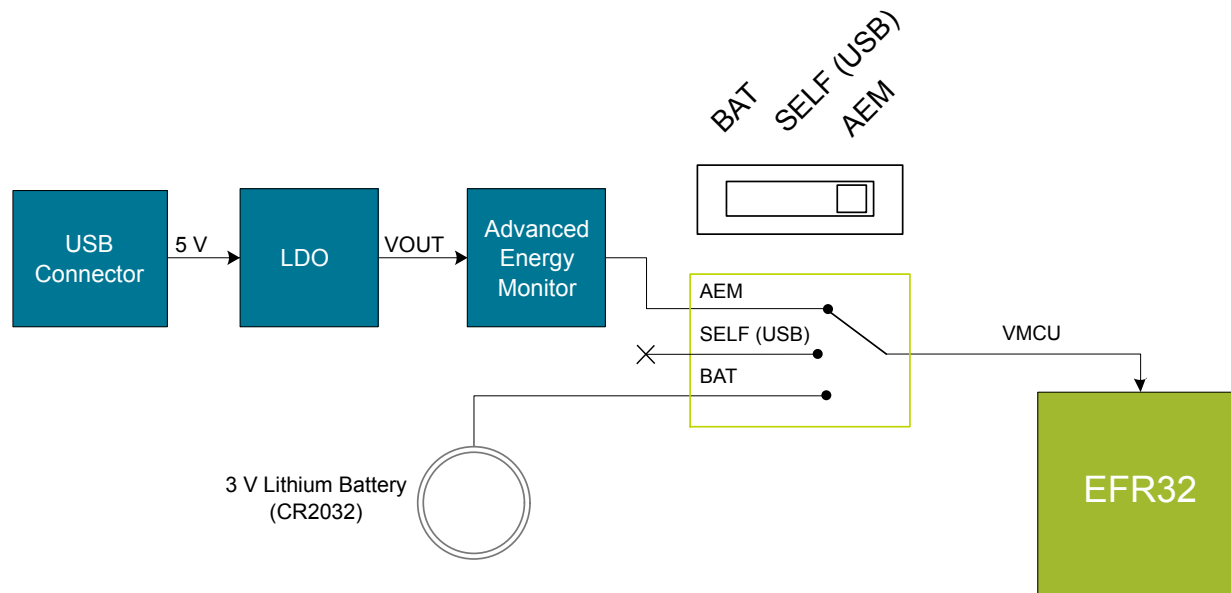 BAT
SELF (USB)
AEM
USB
Connector
5 V
LDO
VOUT
Advanced
Energy
Monitor
AEM
SELF (USB)
BAT
VMCU
3 V Lithium Battery
(CR2032)
EFR32